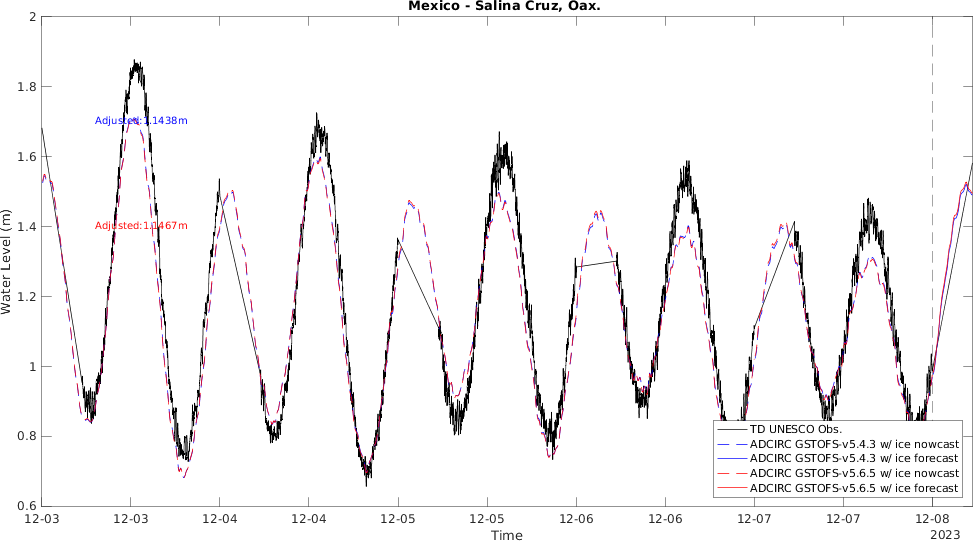 Mexico - Salina Cruz, Oax.
Water Level (m)
2
1.8
1.6
1.4
1.2
1
0.8
0.6
Adjusted:1.1438m
Adjusted:1.1467m
TD UNESCO Obs.
ADCIRC GSTOFS-v5.4.3 w/ ice nowcast
ADCIRC GSTOFS-v5.4.3 w/ ice forecast
ADCIRC GSTOFS-v5.6.5 w/ ice nowcast
ADCIRC GSTOFS-v5.6.5 w/ ice forecast
12-03 12-03 12-04 12-04 12-05 12-05 12-06 12-06 12-07 12-07 12-08
2023
Time